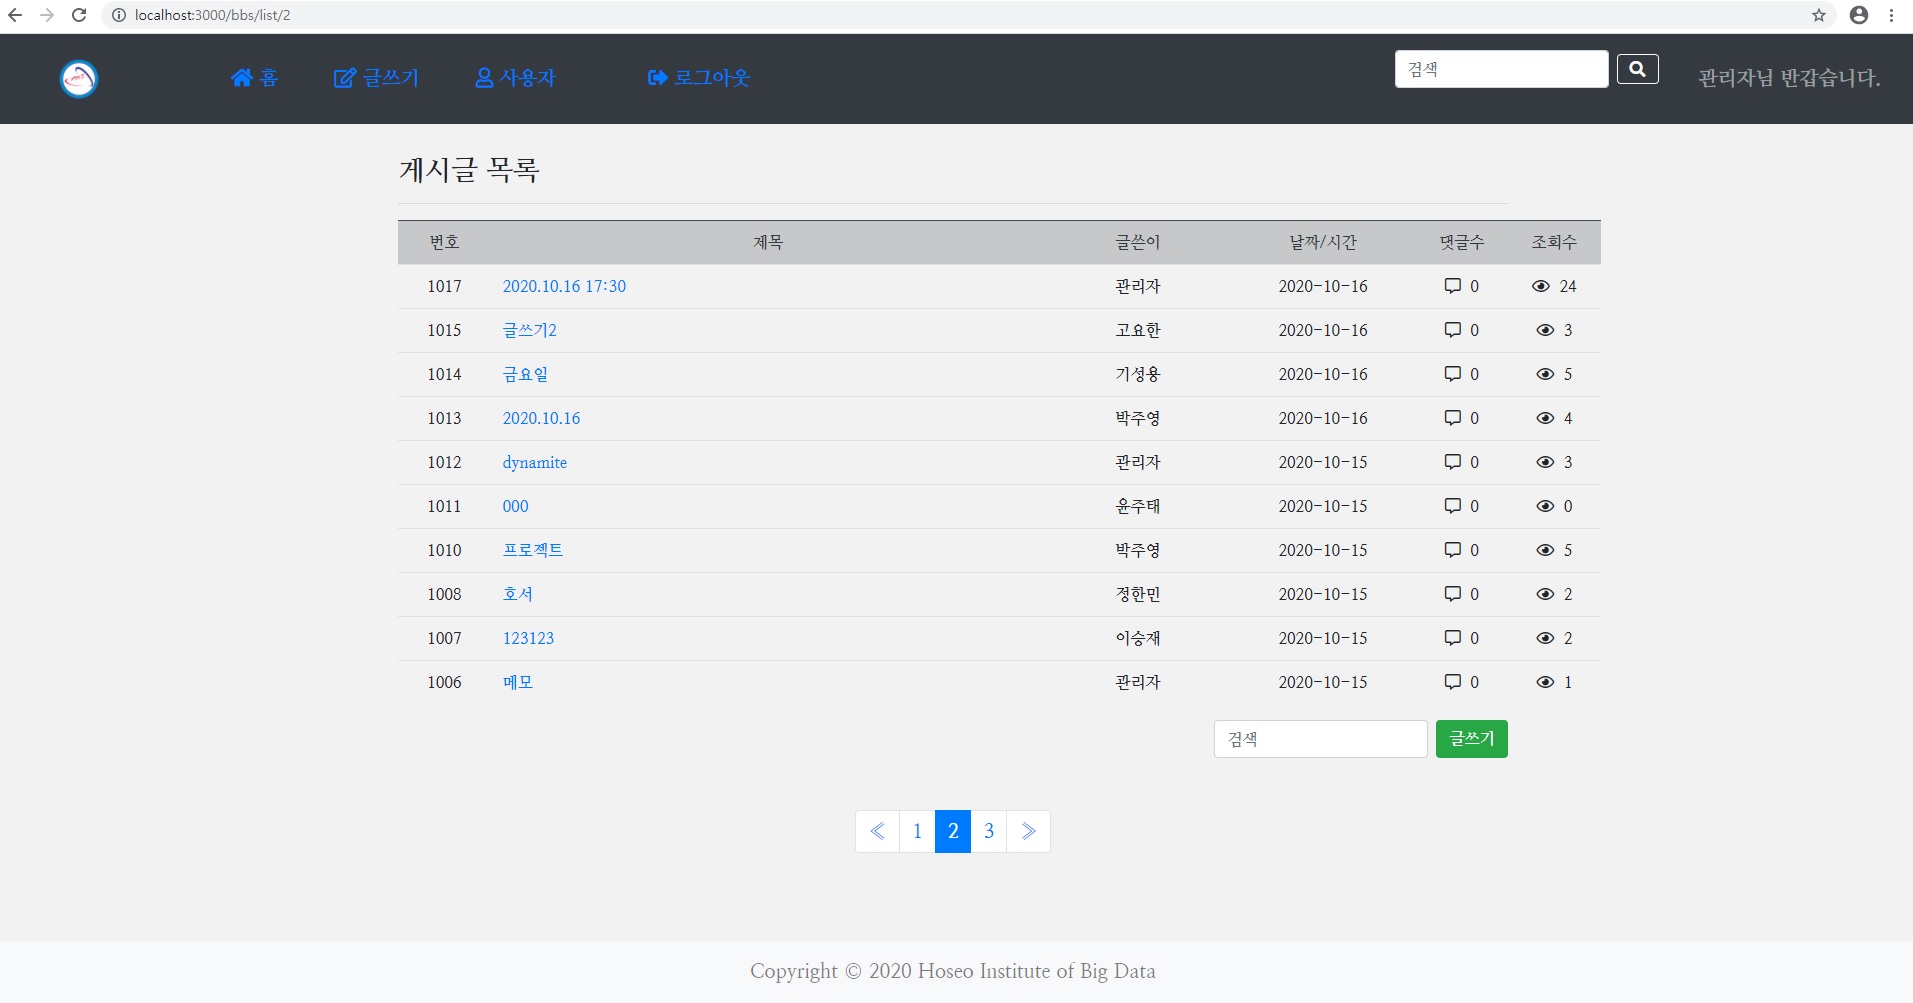 localhost:3000/bbs/list/2
홈 글쓰기 사용자 로그아웃 검색 관리자님 반갑습니다.
게시글 목록
번호 제목 글쓴이 날짜/시간 댓글수 조회수
1017 2020.10.16 17:30 관리자 2020-10-16 0 24
1015 글쓰기2 고요한 2020-10-16 0 3
1014 금요일 기성용 2020-10-16 0 5
1013 2020.10.16 박주영 2020-10-16 0 4
1012 dynamite 관리자 2020-10-15 0 3
1011 000 윤주태 2020-10-15 0 0
1010 프로젝트 박주영 2020-10-15 0 5
1008 호서 정한민 2020-10-15 0 2
1007 123123 이승재 2020-10-15 0 2
1006 메모 관리자 2020-10-15 0 1
검색 글쓰기
《 1 2 3 》
Copyright © 2020 Hoseo Institute of Big Data